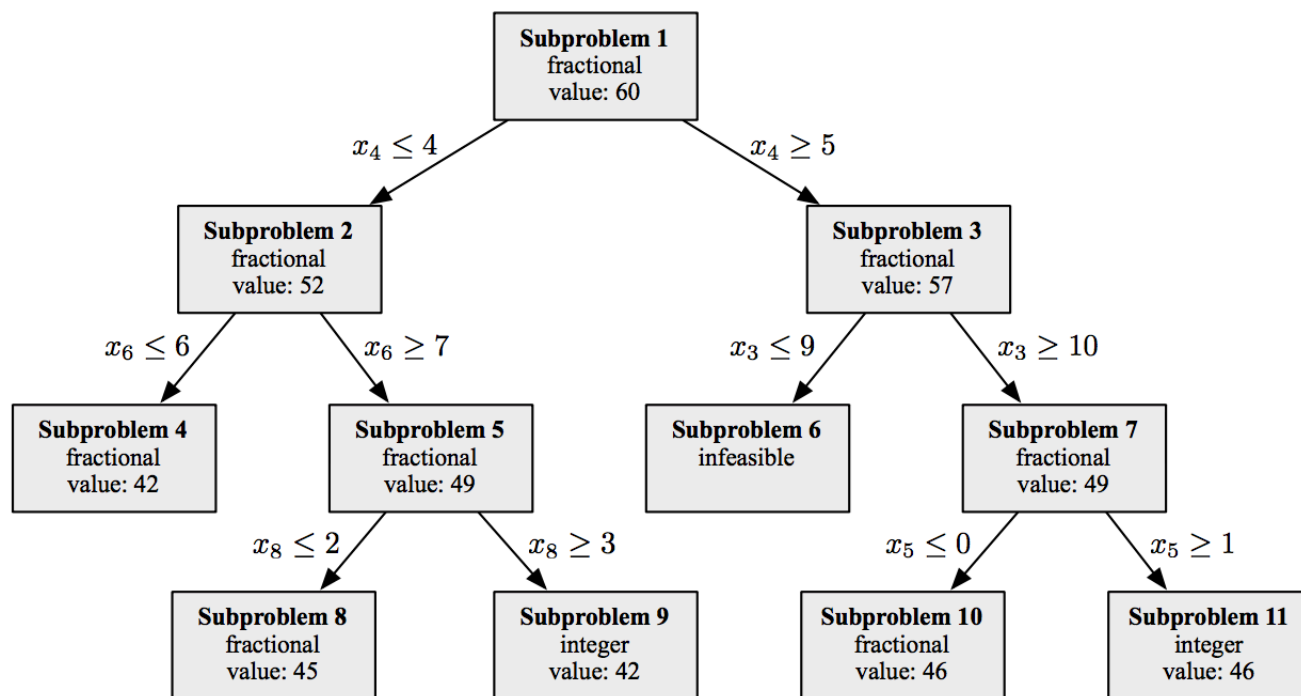 Subproblem 1
fractional
value: 60
x₄ ≤ 4
x₄ ≥ 5
Subproblem 2
fractional
value: 52
Subproblem 3
fractional
value: 57
x₆ ≤ 6
x₆ ≥ 7
x₃ ≤ 9
x₃ ≥ 10
Subproblem 4
fractional
value: 42
Subproblem 5
fractional
value: 49
Subproblem 6
infeasible
Subproblem 7
fractional
value: 49
x₈ ≤ 2
x₈ ≥ 3
x₅ ≤ 0
x₅ ≥ 1
Subproblem 8
fractional
value: 45
Subproblem 9
integer
value: 42
Subproblem 10
fractional
value: 46
Subproblem 11
integer
value: 46